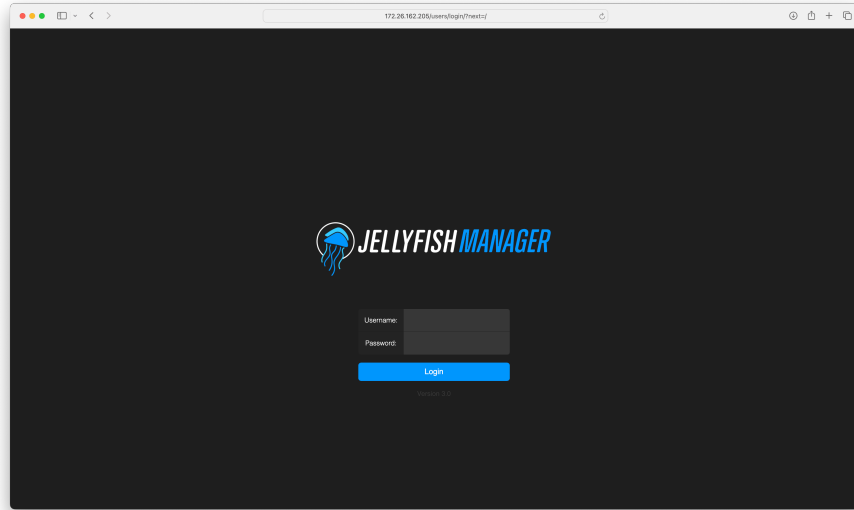 172.26.162.205/users/login/?next=/
JELLYFISH MANAGER
Username:
Password:
Login